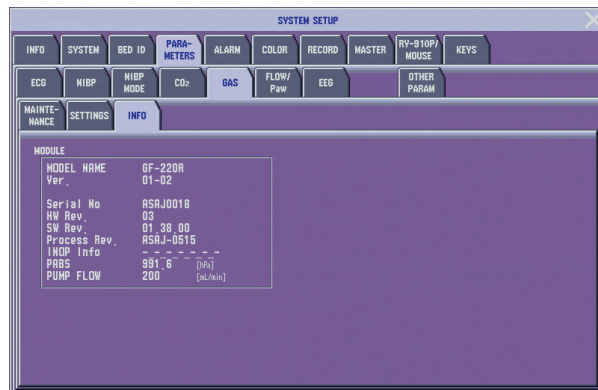 SYSTEM SETUP
INFO SYSTEM BED ID PARA-METERS ALARM COLOR RECORD MASTER RY-910P/MOUSE KEYS
ECG NIBP NIBP MODE CO₂ GAS FLOW/Paw EEG OTHER PARAM
MAINTE-NANCE SETTINGS INFO
MODULE
MODEL NAME GF-220R
Ver. 01-02
Serial No ASAJ0018
HW Rev. 03
SW Rev. 01.38.00
Process Rev. ASAJ-0515
INOP Info -_-_-_-_-_-_-
PABS 991.6 [hPa]
PUMP FLOW 200 [mL/min]